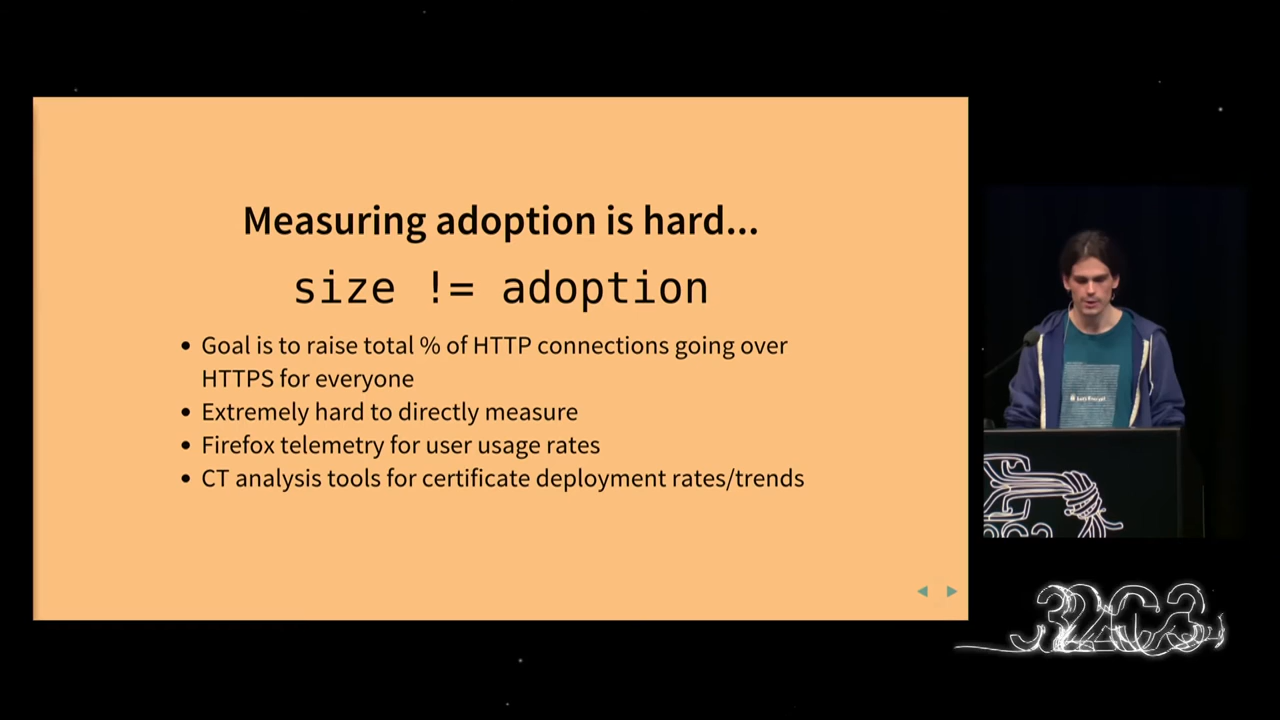 Measuring adoption is hard...
size != adoption
• Goal is to raise total % of HTTP connections going over
HTTPS for everyone
• Extremely hard to directly measure
• Firefox telemetry for user usage rates
• CT analysis tools for certificate deployment rates/trends
Let's Encrypt
32C3